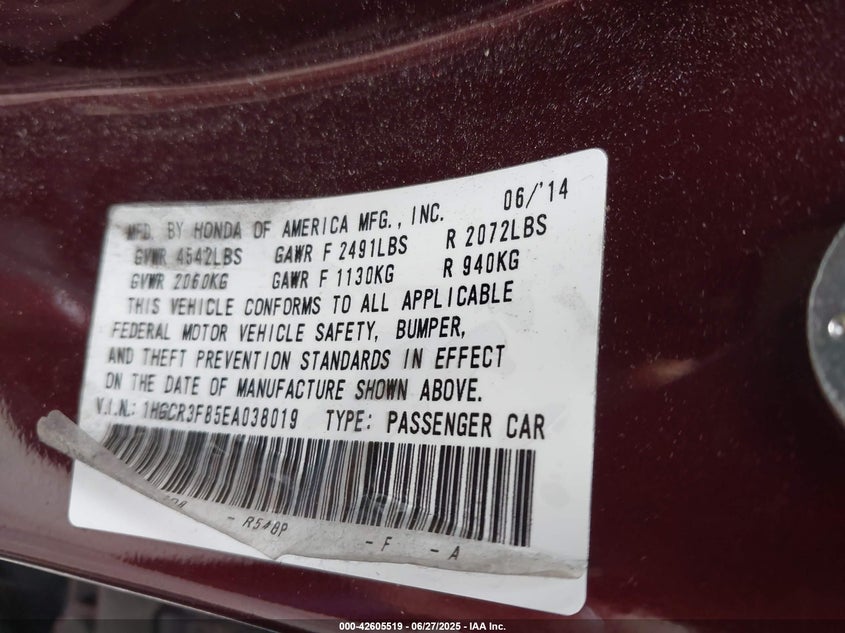 06/'14
MFD. BY HONDA OF AMERICA MFG., INC.
GVWR 4542LBS GAWR F 2491LBS R 2072LBS
GVWR 2060KG GAWR F 1130KG R 940KG
THIS VEHICLE CONFORMS TO ALL APPLICABLE
FEDERAL MOTOR VEHICLE SAFETY, BUMPER,
AND THEFT PREVENTION STANDARDS IN EFFECT
ON THE DATE OF MANUFACTURE SHOWN ABOVE.
V.I.N.: 1HGCR3F85EA038019 TYPE: PASSENGER CAR
- R548P - F - A
000-42605519 - 06/27/2025 - IAA Inc.